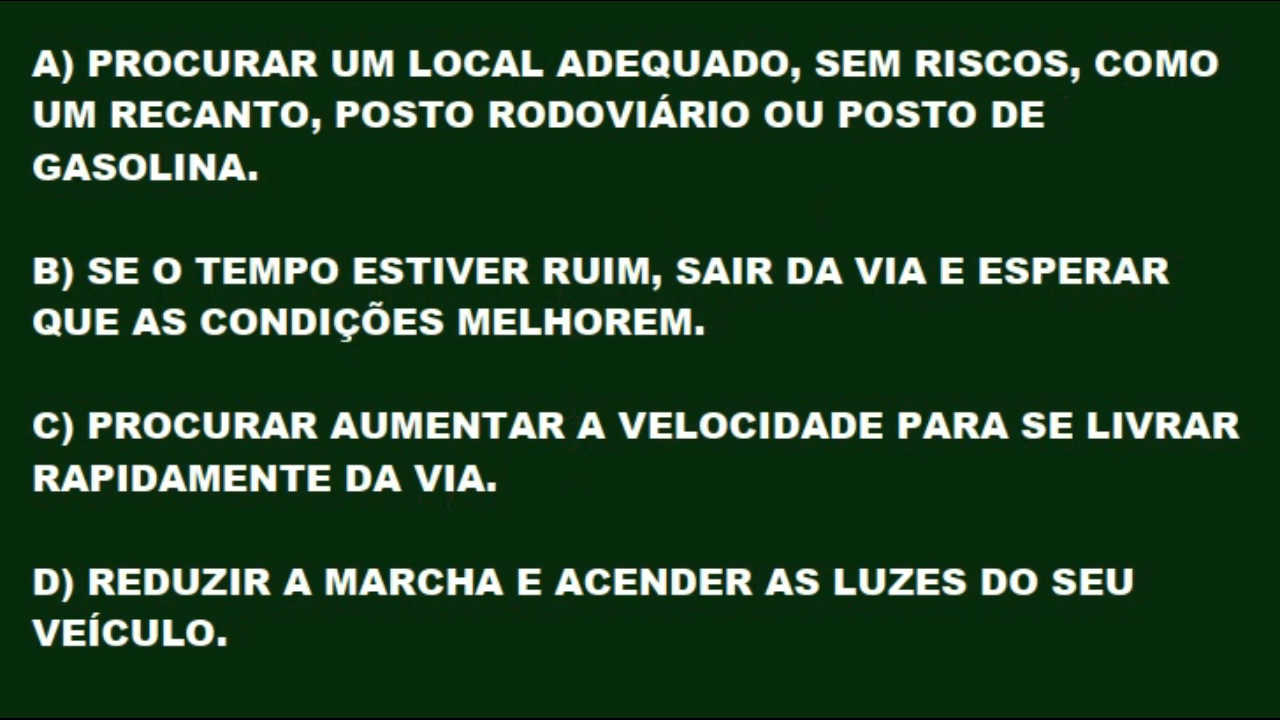 A) PROCURAR UM LOCAL ADEQUADO, SEM RISCOS, COMO
UM RECANTO, POSTO RODOVIÁRIO OU POSTO DE
GASOLINA.
B) SE O TEMPO ESTIVER RUIM, SAIR DA VIA E ESPERAR
QUE AS CONDIÇÕES MELHOREM.
C) PROCURAR AUMENTAR A VELOCIDADE PARA SE LIVRAR
RAPIDAMENTE DA VIA.
D) REDUZIR A MARCHA E ACENDER AS LUZES DO SEU
VEÍCULO.